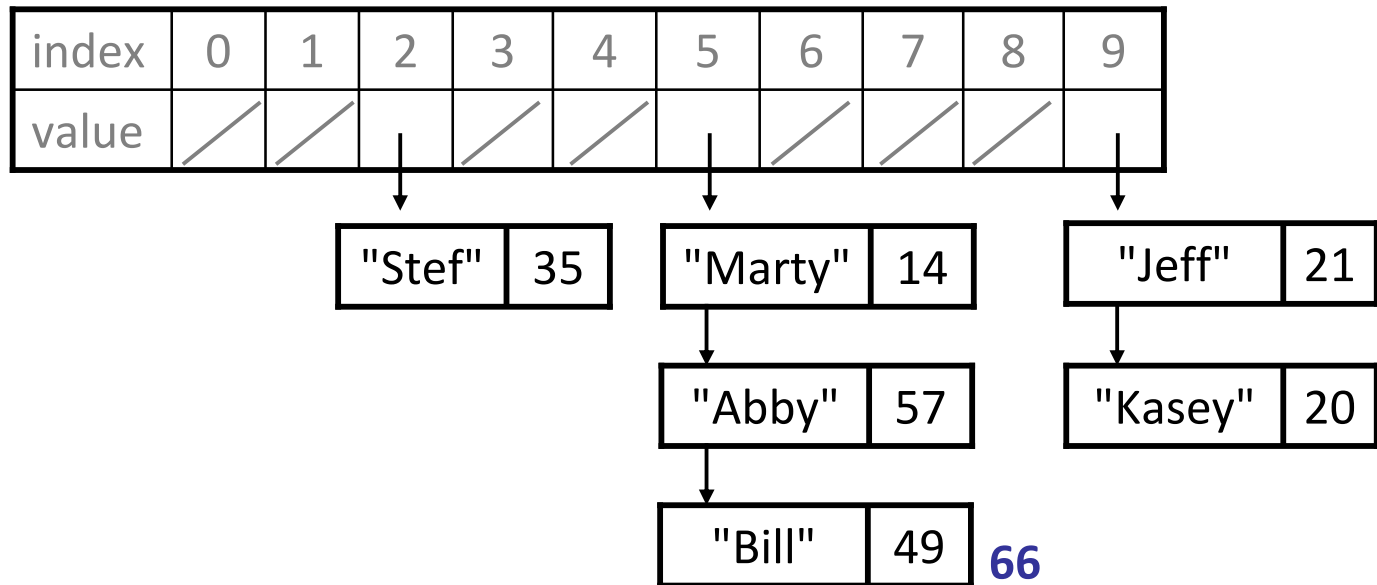 index 0 1 2 3 4 5 6 7 8 9
value
"Stef" 35 "Marty" 14 "Jeff" 21
"Abby" 57 "Kasey" 20
"Bill" 49 66